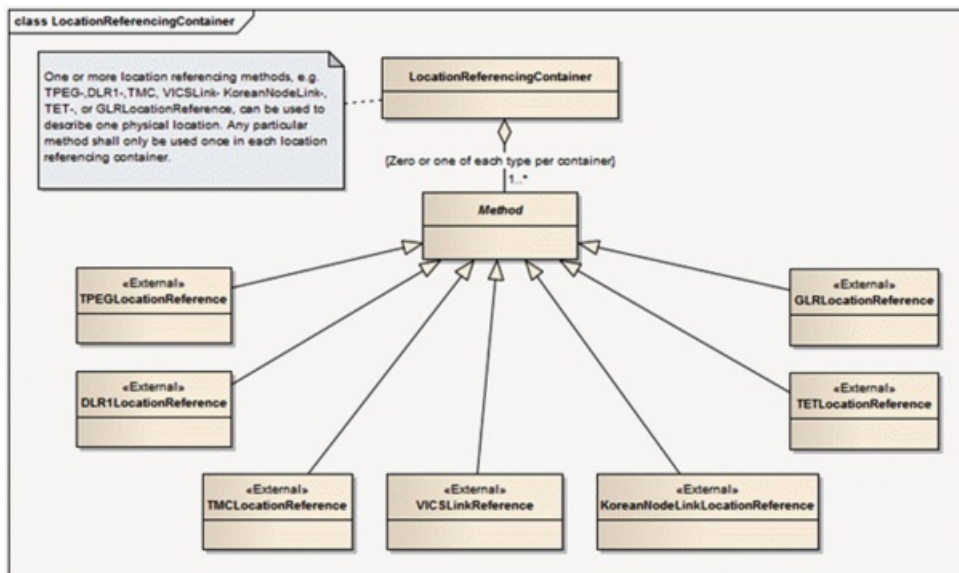 class LocationReferencingContainer
One or more location referencing methods, e.g.
TPEG-,DLR1-,TMC, VICSLink- KoreanNodeLink-,
TET-, or GLRLocationReference, can be used to
describe one physical location. Any particular
method shall only be used once in each location
referencing container.
LocationReferencingContainer
{Zero or one of each type per container}
1..*
Method
«External»
TPEGLocationReference
«External»
GLRLocationReference
«External»
DLR1LocationReference
«External»
TETLocationReference
«External»
TMCLocationReference
«External»
VICSLinkReference
«External»
KoreanNodeLinkLocationReference